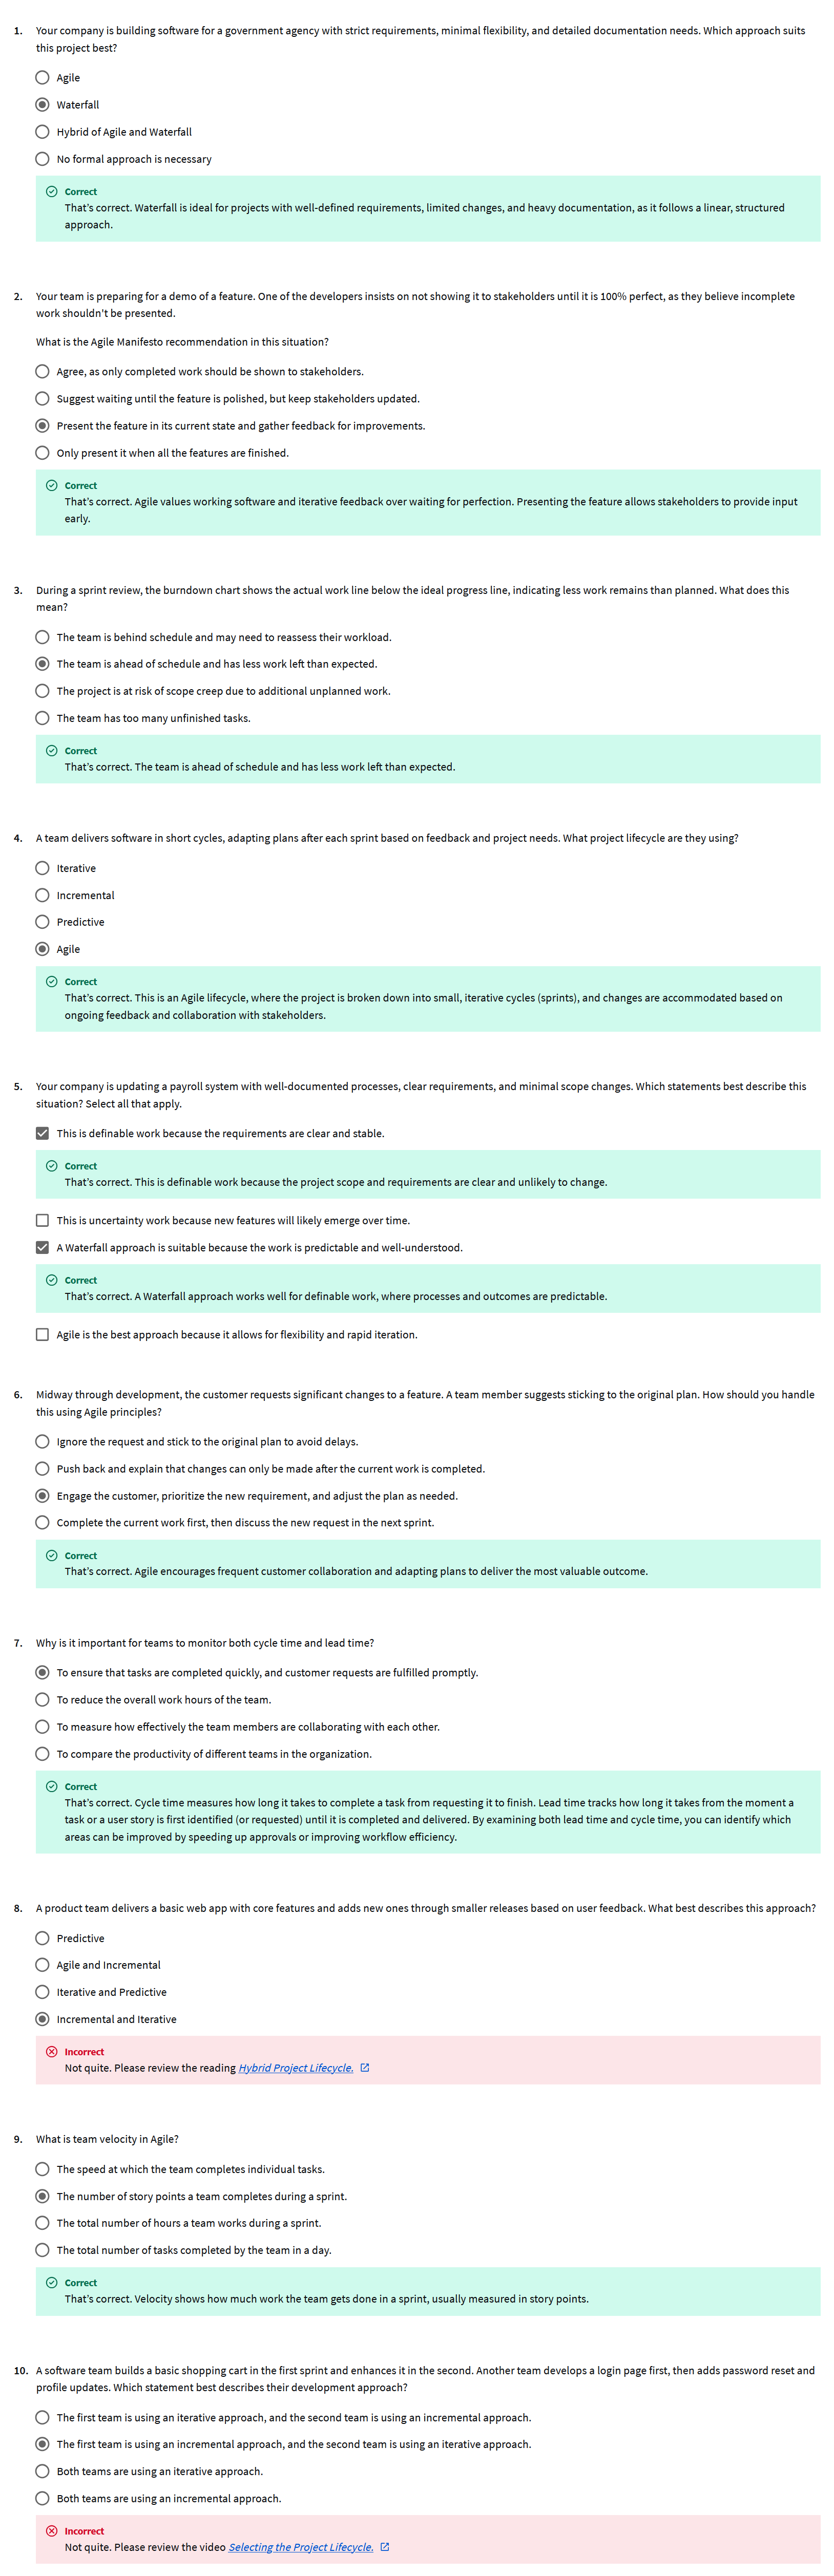 1. Your company is building software for a government agency with strict requirements, minimal flexibility, and detailed documentation needs. Which approach suits
this project best?
Agile
Waterfall
Hybrid of Agile and Waterfall
No formal approach is necessary
Correct
That's correct. Waterfall is ideal for projects with well-defined requirements, limited changes, and heavy documentation, as it follows a linear, structured
approach.
2. Your team is preparing for a demo of a feature. One of the developers insists on not showing it to stakeholders until it is 100% perfect, as they believe incomplete
work shouldn't be presented.
What is the Agile Manifesto recommendation in this situation?
Agree, as only completed work should be shown to stakeholders.
Suggest waiting until the feature is polished, but keep stakeholders updated.
Present the feature in its current state and gather feedback for improvements.
Only present it when all the features are finished.
Correct
That's correct. Agile values working software and iterative feedback over waiting for perfection. Presenting the feature allows stakeholders to provide input
early.
3. During a sprint review, the burndown chart shows the actual work line below the ideal progress line, indicating less work remains than planned. What does this
mean?
The team is behind schedule and may need to reassess their workload.
The team is ahead of schedule and has less work left than expected.
The project is at risk of scope creep due to additional unplanned work.
The team has too many unfinished tasks.
Correct
That's correct. The team is ahead of schedule and has less work left than expected.
4. A team delivers software in short cycles, adapting plans after each sprint based on feedback and project needs. What project lifecycle are they using?
Iterative
Incremental
Predictive
Agile
Correct
That's correct. This is an Agile lifecycle, where the project is broken down into small, iterative cycles (sprints), and changes are accommodated based on
ongoing feedback and collaboration with stakeholders.
5. Your company is updating a payroll system with well-documented processes, clear requirements, and minimal scope changes. Which statements best describe this
situation? Select all that apply.
This is definable work because the requirements are clear and stable.
Correct
That's correct. This is definable work because the project scope and requirements are clear and unlikely to change.
This is uncertainty work because new features will likely emerge over time.
A Waterfall approach is suitable because the work is predictable and well-understood.
Correct
That's correct. A Waterfall approach works well for definable work, where processes and outcomes are predictable.
Agile is the best approach because it allows for flexibility and rapid iteration.
6. Midway through development, the customer requests significant changes to a feature. A team member suggests sticking to the original plan. How should you handle
this using Agile principles?
Ignore the request and stick to the original plan to avoid delays.
Push back and explain that changes can only be made after the current work is completed.
Engage the customer, prioritize the new requirement, and adjust the plan as needed.
Complete the current work first, then discuss the new request in the next sprint.
Correct
That's correct. Agile encourages frequent customer collaboration and adapting plans to deliver the most valuable outcome.
7. Why is it important for teams to monitor both cycle time and lead time?
To ensure that tasks are completed quickly, and customer requests are fulfilled promptly.
To reduce the overall work hours of the team.
To measure how effectively the team members are collaborating with each other.
To compare the productivity of different teams in the organization.
Correct
That's correct. Cycle time measures how long it takes to complete a task from requesting it to finish. Lead time tracks how long it takes from the moment a
task or a user story is first identified (or requested) until it is completed and delivered. By examining both lead time and cycle time, you can identify which
areas can be improved by speeding up approvals or improving workflow efficiency.
8. A product team delivers a basic web app with core features and adds new ones through smaller releases based on user feedback. What best describes this approach?
Predictive
Agile and Incremental
Iterative and Predictive
Incremental and Iterative
Incorrect
Not quite. Please review the reading Hybrid Project Lifecycle.
9. What is team velocity in Agile?
The speed at which the team completes individual tasks.
The number of story points a team completes during a sprint.
The total number of hours a team works during a sprint.
The total number of tasks completed by the team in a day.
Correct
That's correct. Velocity shows how much work the team gets done in a sprint, usually measured in story points.
10. A software team builds a basic shopping cart in the first sprint and enhances it in the second. Another team develops a login page first, then adds password reset and
profile updates. Which statement best describes their development approach?
The first team is using an iterative approach, and the second team is using an incremental approach.
The first team is using an incremental approach, and the second team is using an iterative approach.
Both teams are using an iterative approach.
Both teams are using an incremental approach.
Incorrect
Not quite. Please review the video Selecting the Project Lifecycle.